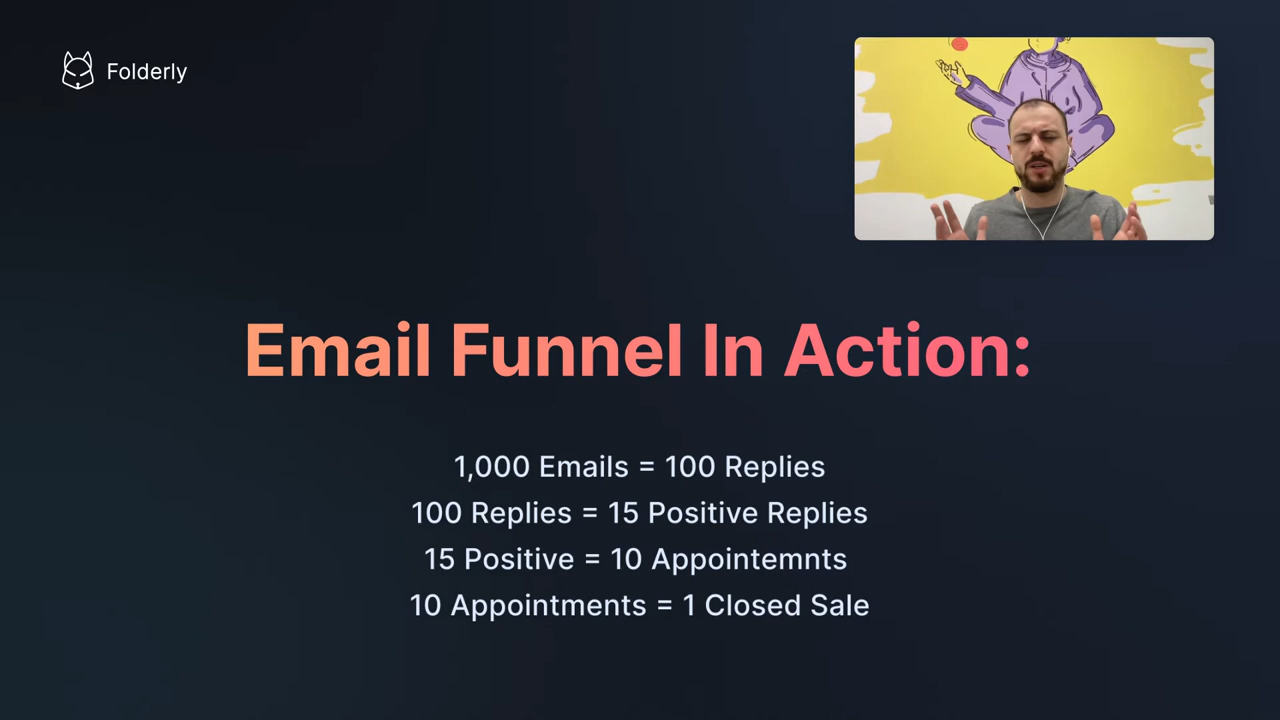 Folderly
Email Funnel In Action:
1,000 Emails = 100 Replies
100 Replies = 15 Positive Replies
15 Positive = 10 Appointemnts
10 Appointments = 1 Closed Sale